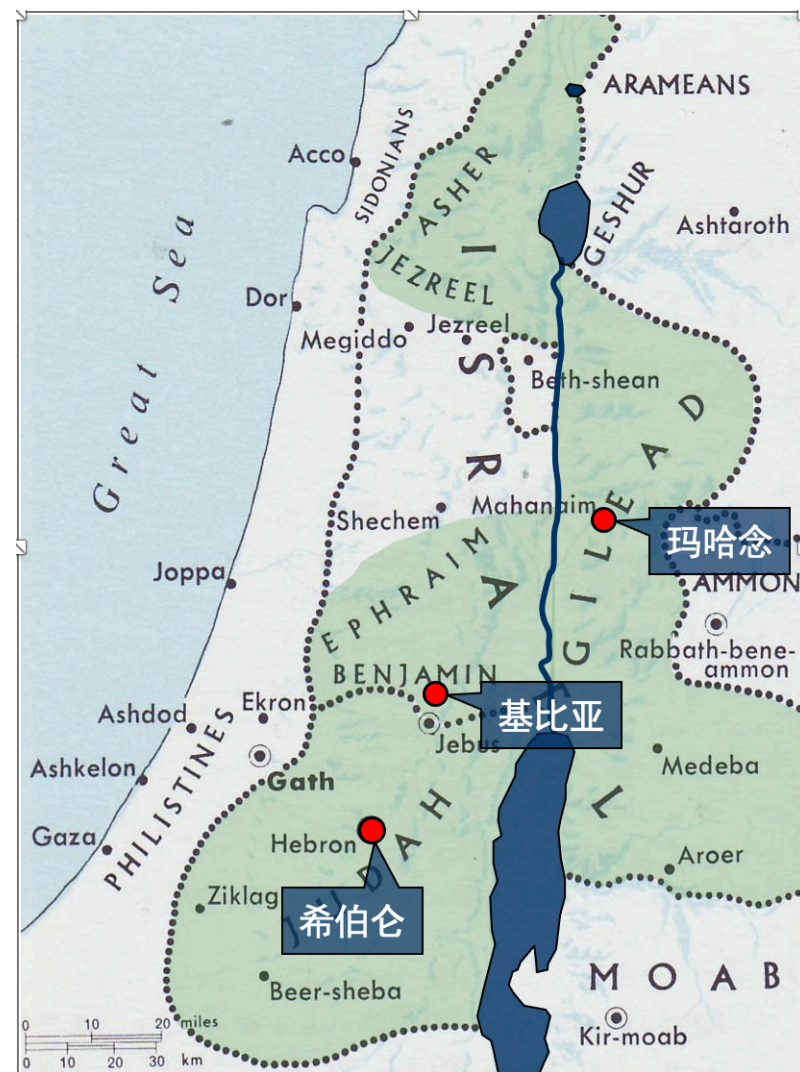 ARAMEANS
Acco
SIDONIANS
ASHER
GESHUR
Ashtaroth
Great Sea
JEZREEL
Dor
Megiddo
Jezreel
Beth-shean
ISRAEL
GILEAD
Mahanaim
玛哈念
Shechem
EPHRAIM
Joppa
AMMON
Rabbath-bene-
ammon
BENJAMIN
基比亚
Ekron
Ashdod
Jebus
Medeba
Gath
Ashkelon
PHILISTINES
JUDAH
Hebron
Gaza
Aroer
希伯仑
Ziklag
Beer-sheba
MOAB
Kir-moab
0 10 20 miles
0 10 20 30 km